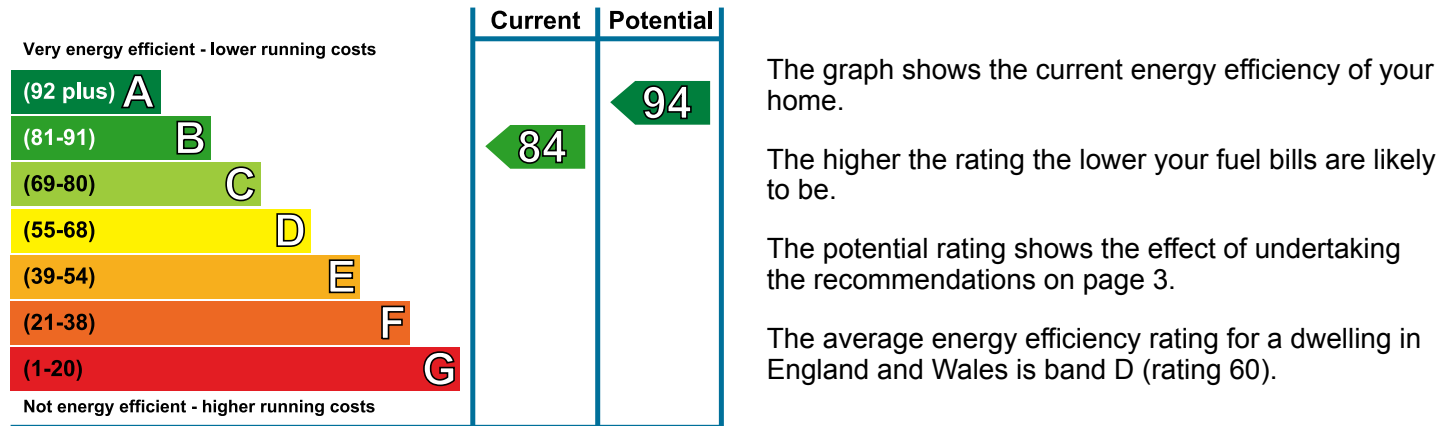 Current Potential
Very energy efficient - lower running costs
(92 plus) A
(81-91) B
(69-80) C
(55-68) D
(39-54) E
(21-38) F
(1-20) G
Not energy efficient - higher running costs
84
94
The graph shows the current energy efficiency of your
home.
The higher the rating the lower your fuel bills are likely
to be.
The potential rating shows the effect of undertaking
the recommendations on page 3.
The average energy efficiency rating for a dwelling in
England and Wales is band D (rating 60).